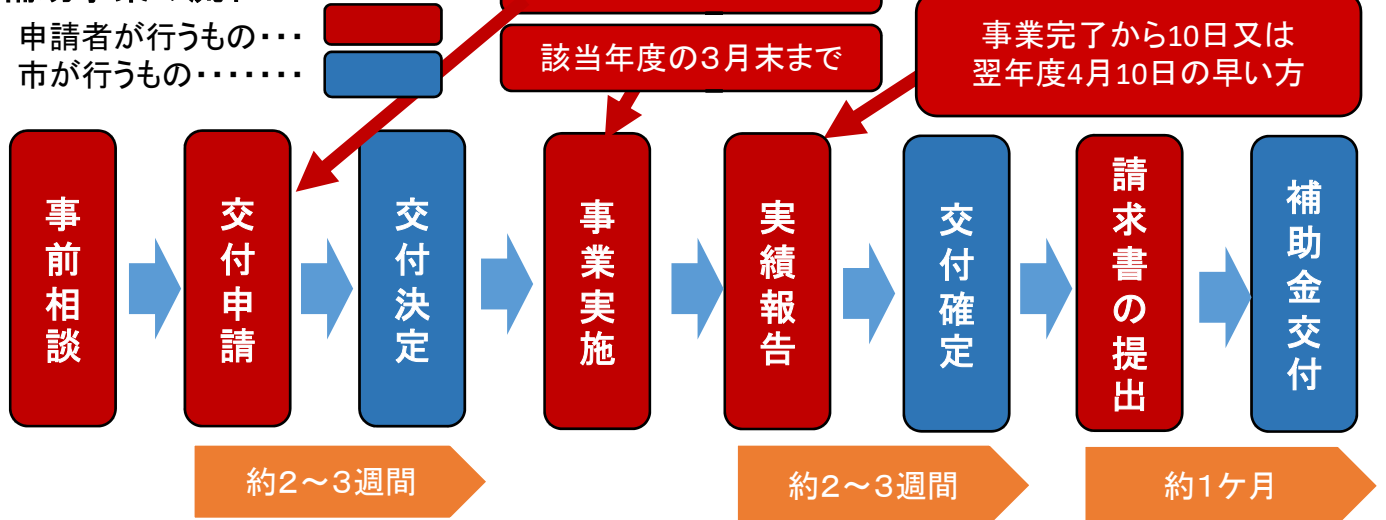 申請者が行うもの・・・
市が行うもの・・・・・・・
該当年度の３月末まで
事業完了から10日又は
翌年度4月10日の早い方
事前相談
交付申請
交付決定
事業実施
実績報告
交付確定
請求書の提出
補助金交付
約２～３週間
約２～３週間
約１ケ月